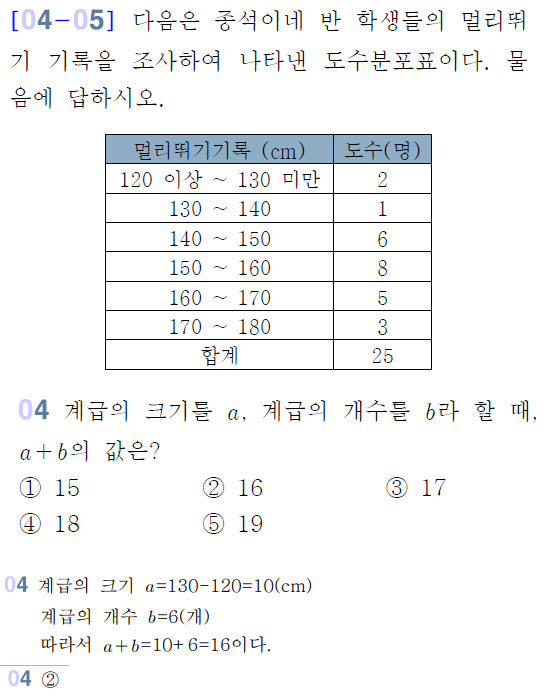 [04-05] 다음은 종석이네 반 학생들의 멀리뛰
기 기록을 조사하여 나타낸 도수분포표이다. 물
음에 답하시오.
멀리뛰기기록 (cm) 도수(명)
120 이상 ~ 130 미만 2
130 ~ 140 1
140 ~ 150 6
150 ~ 160 8
160 ~ 170 5
170 ~ 180 3
합계 25
04 계급의 크기를 a, 계급의 개수를 b라 할 때,
a+b의 값은?
① 15 ② 16 ③ 17
④ 18 ⑤ 19
04 계급의 크기 a=130-120=10(cm)
계급의 개수 b=6(개)
따라서 a+b=10+6=16이다.
04 ②